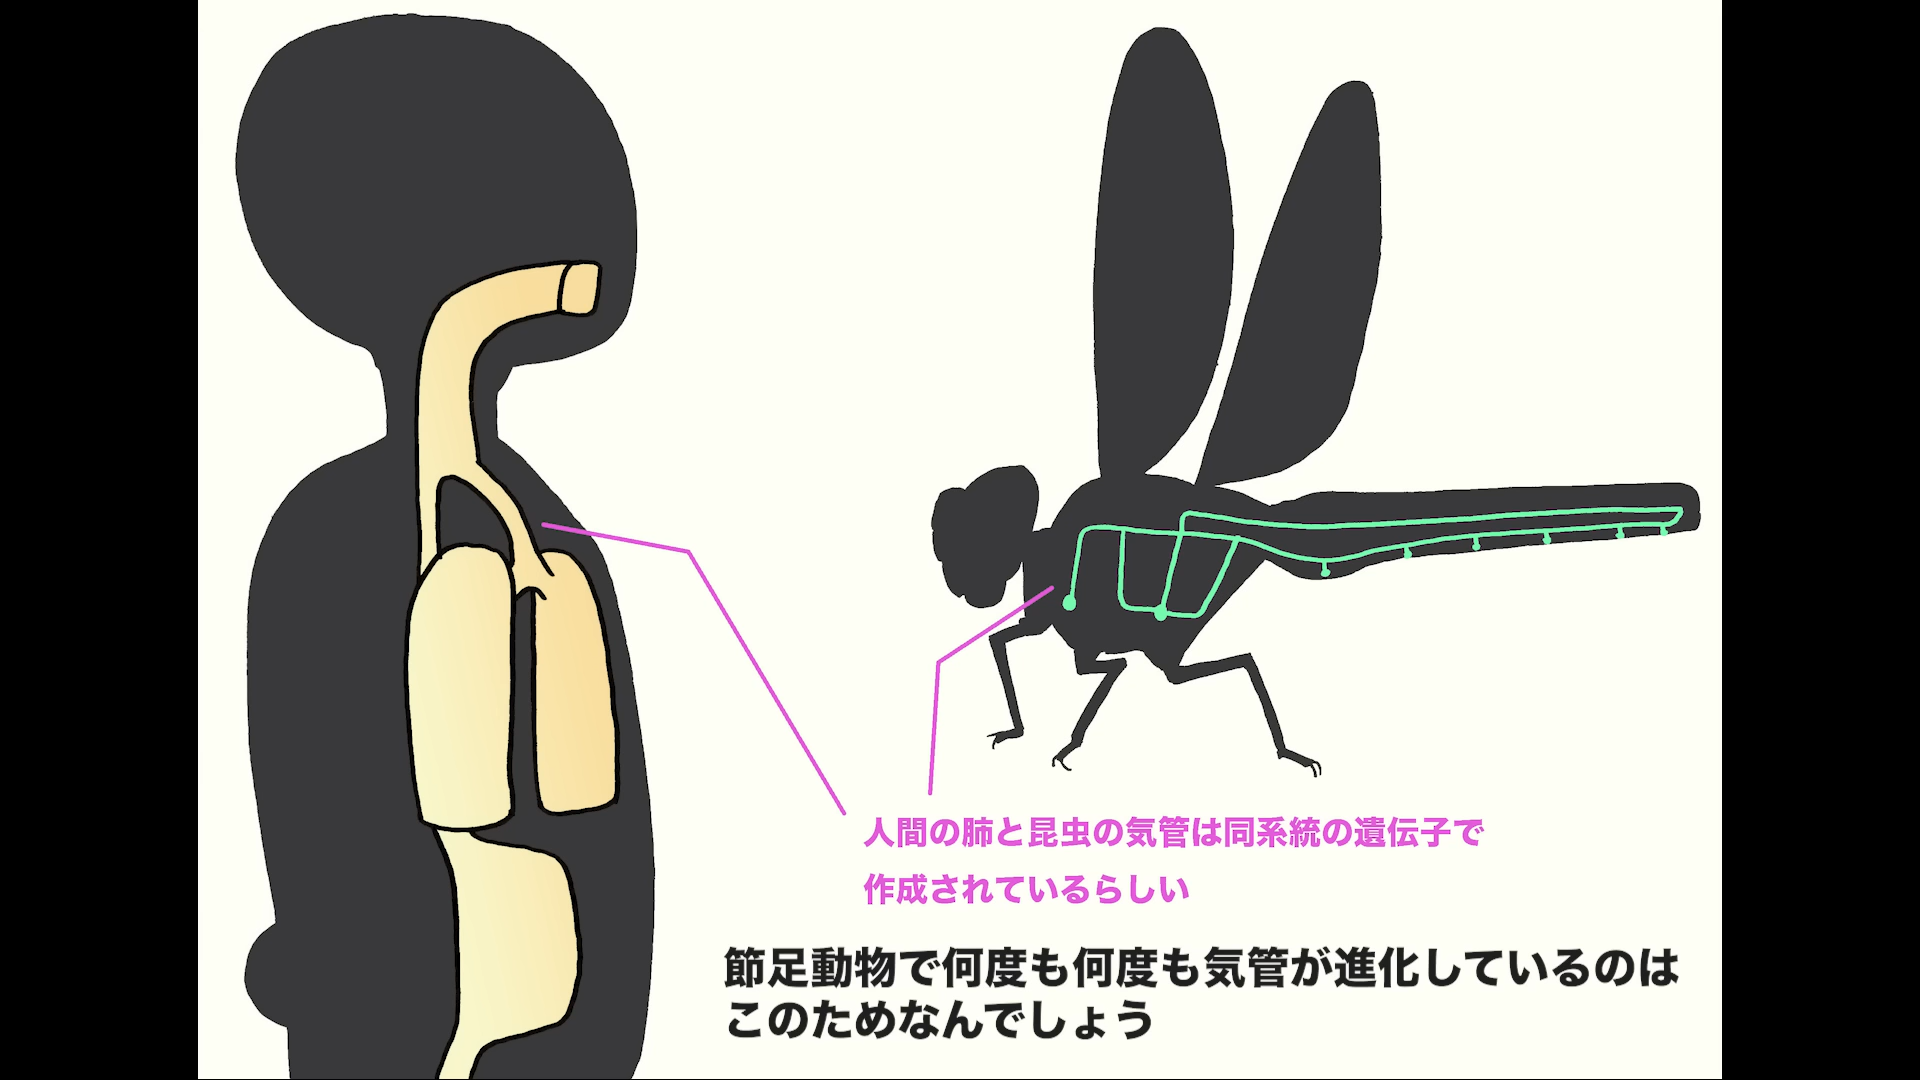 人間の肺と昆虫の気管は同系統の遺伝子で
作成されているらしい
節足動物で何度も何度も気管が進化しているのは
このためなんでしょう